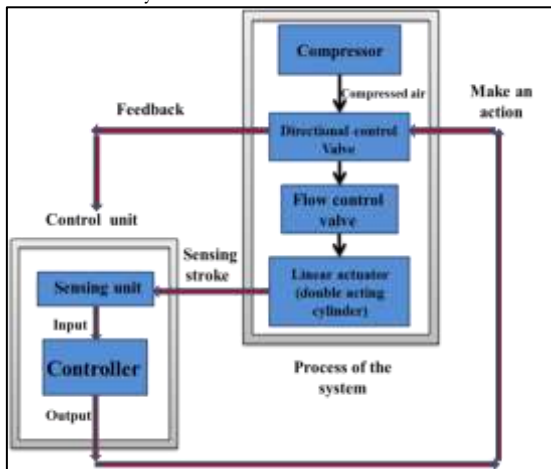 Compressor
Compressed air
Make an
action
Feedback
Directional control
Valve
Control unit
Flow control
valve
Sensing
stroke
Sensing unit
Linear actuator
(double acting
cylinder)
Input
Controller
Process of the
system
Output